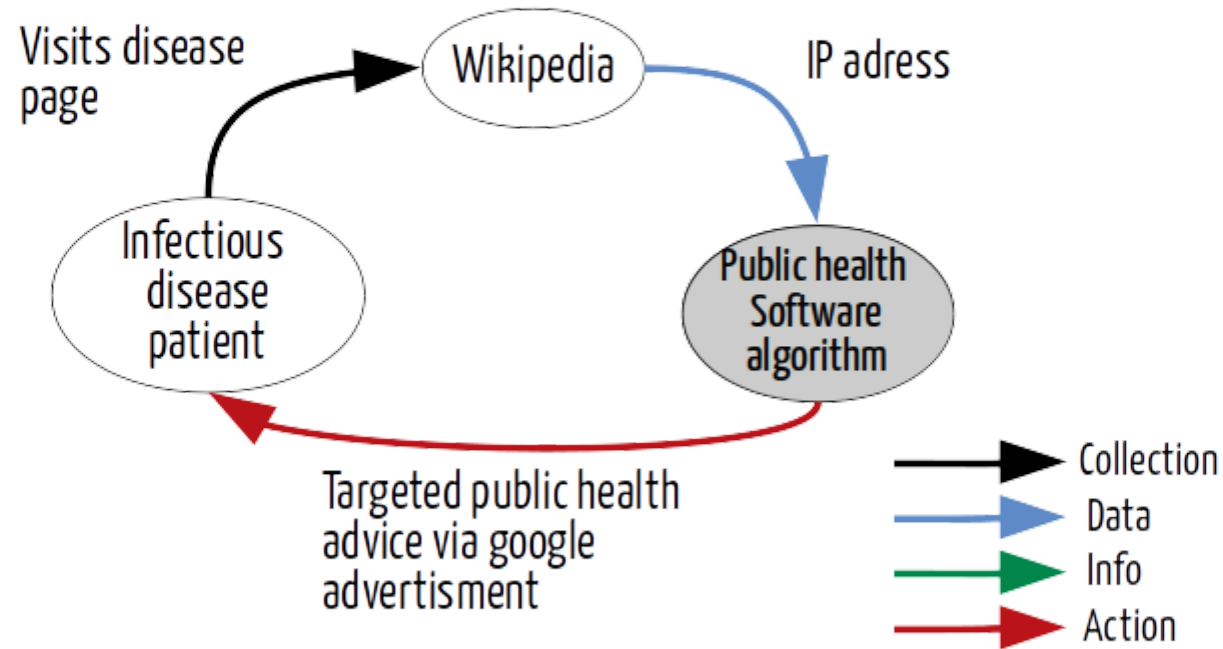 Visits disease
page
Wikipedia
IP adress
Infectious
disease
patient
Public health
Software
algorithm
Targeted public health
advice via google
advertisment
Collection
Data
Info
Action